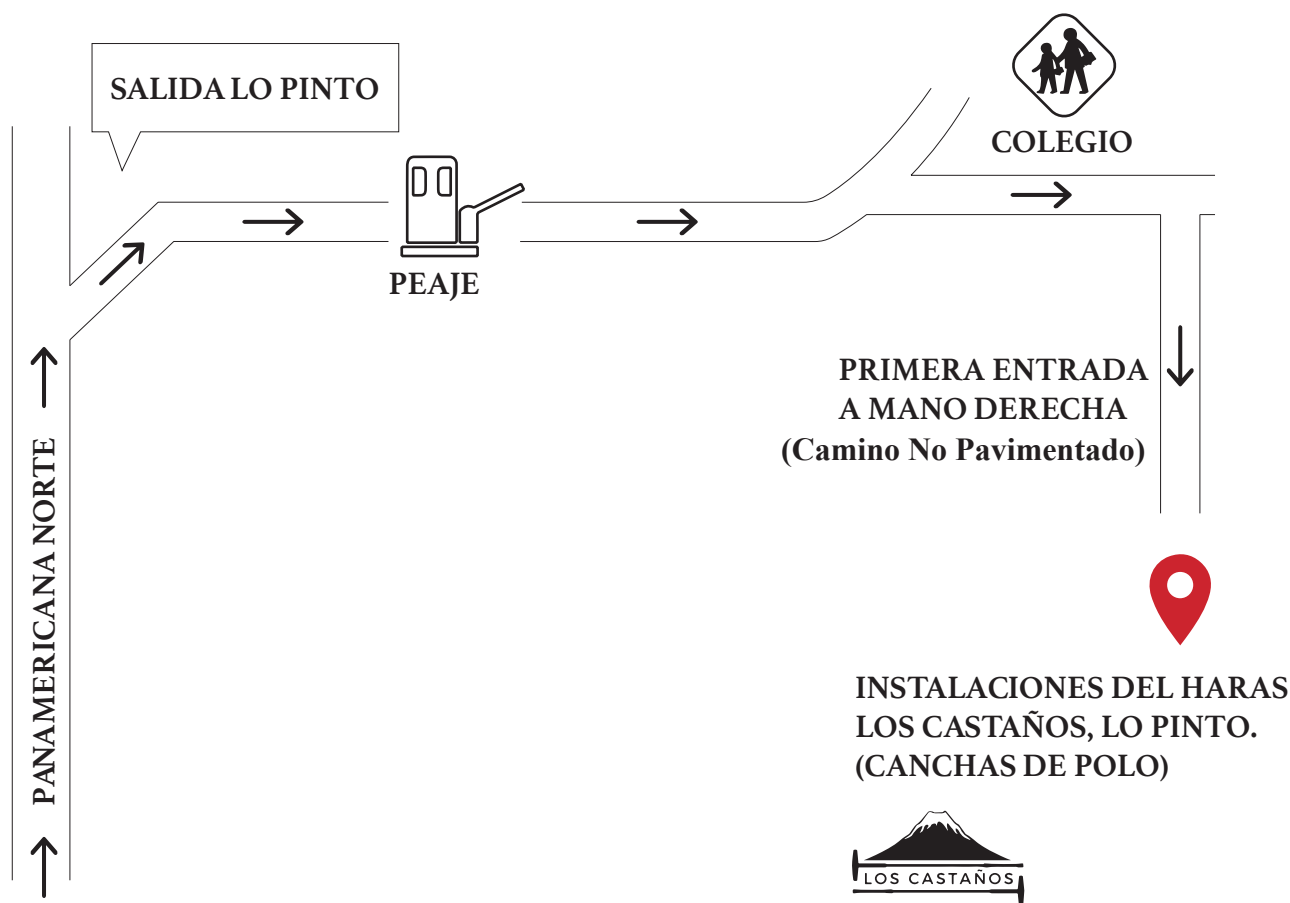 SALIDA LO PINTO
COLEGIO
PEAJE
PRIMERA ENTRADA
A MANO DERECHA
(Camino No Pavimentado)
PANAMERICANA NORTE
INSTALACIONES DEL HARAS
LOS CASTAÑOS, LO PINTO.
(CANCHAS DE POLO)
LOS CASTAÑOS